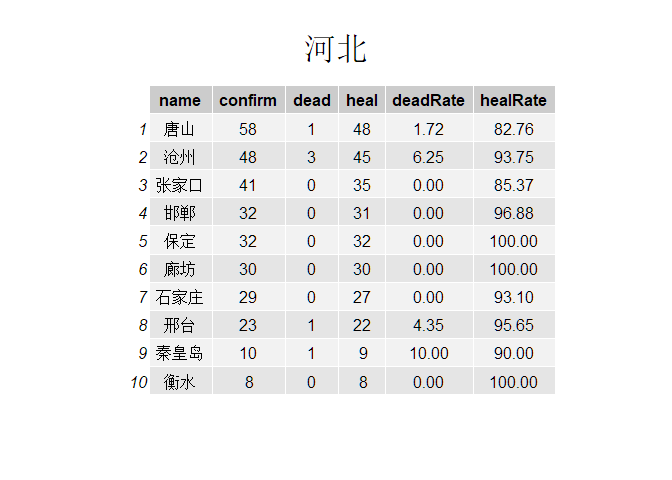 河北
name confirm dead heal deadRate healRate
1 唐山 58 1 48 1.72 82.76
2 沧州 48 3 45 6.25 93.75
3 张家口 41 0 35 0.00 85.37
4 邯郸 32 0 31 0.00 96.88
5 保定 32 0 32 0.00 100.00
6 廊坊 30 0 30 0.00 100.00
7 石家庄 29 0 27 0.00 93.10
8 邢台 23 1 22 4.35 95.65
9 秦皇岛 10 1 9 10.00 90.00
10 衡水 8 0 8 0.00 100.00